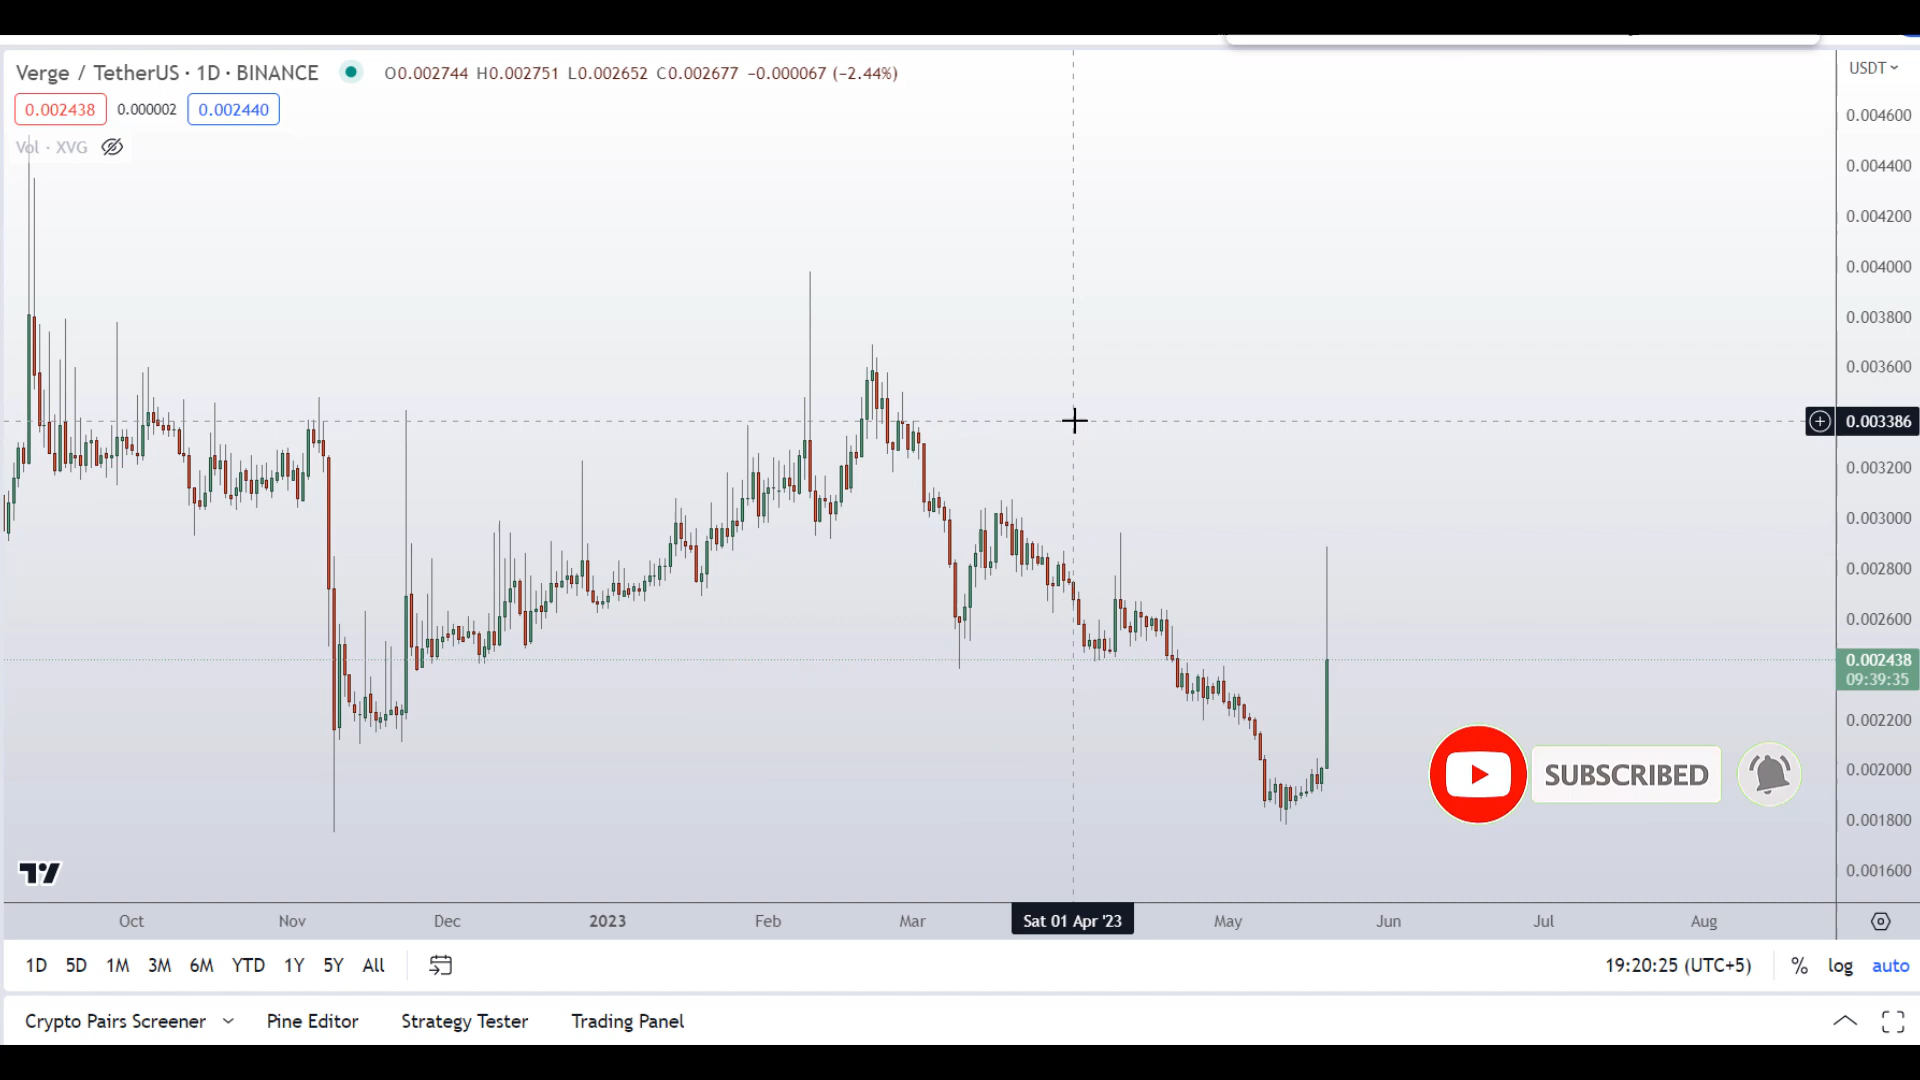 Verge / TetherUS · 1D · BINANCE O0.002744 H0.002751 L0.002652 C0.002677 −0.000067 (−2.44%)
USDT
0.002438 0.000002 0.002440
Vol · XVG
0.004600
0.004400
0.004200
0.004000
0.003800
0.003600
0.003386
0.003200
0.003000
0.002800
0.002600
0.002438
09:39:35
0.002200
0.002000
0.001800
0.001600
SUBSCRIBED
Oct Nov Dec 2023 Feb Mar Sat 01 Apr '23 May Jun Jul Aug
1D 5D 1M 3M 6M YTD 1Y 5Y All 19:20:25 (UTC+5) % log auto
Crypto Pairs Screener Pine Editor Strategy Tester Trading Panel